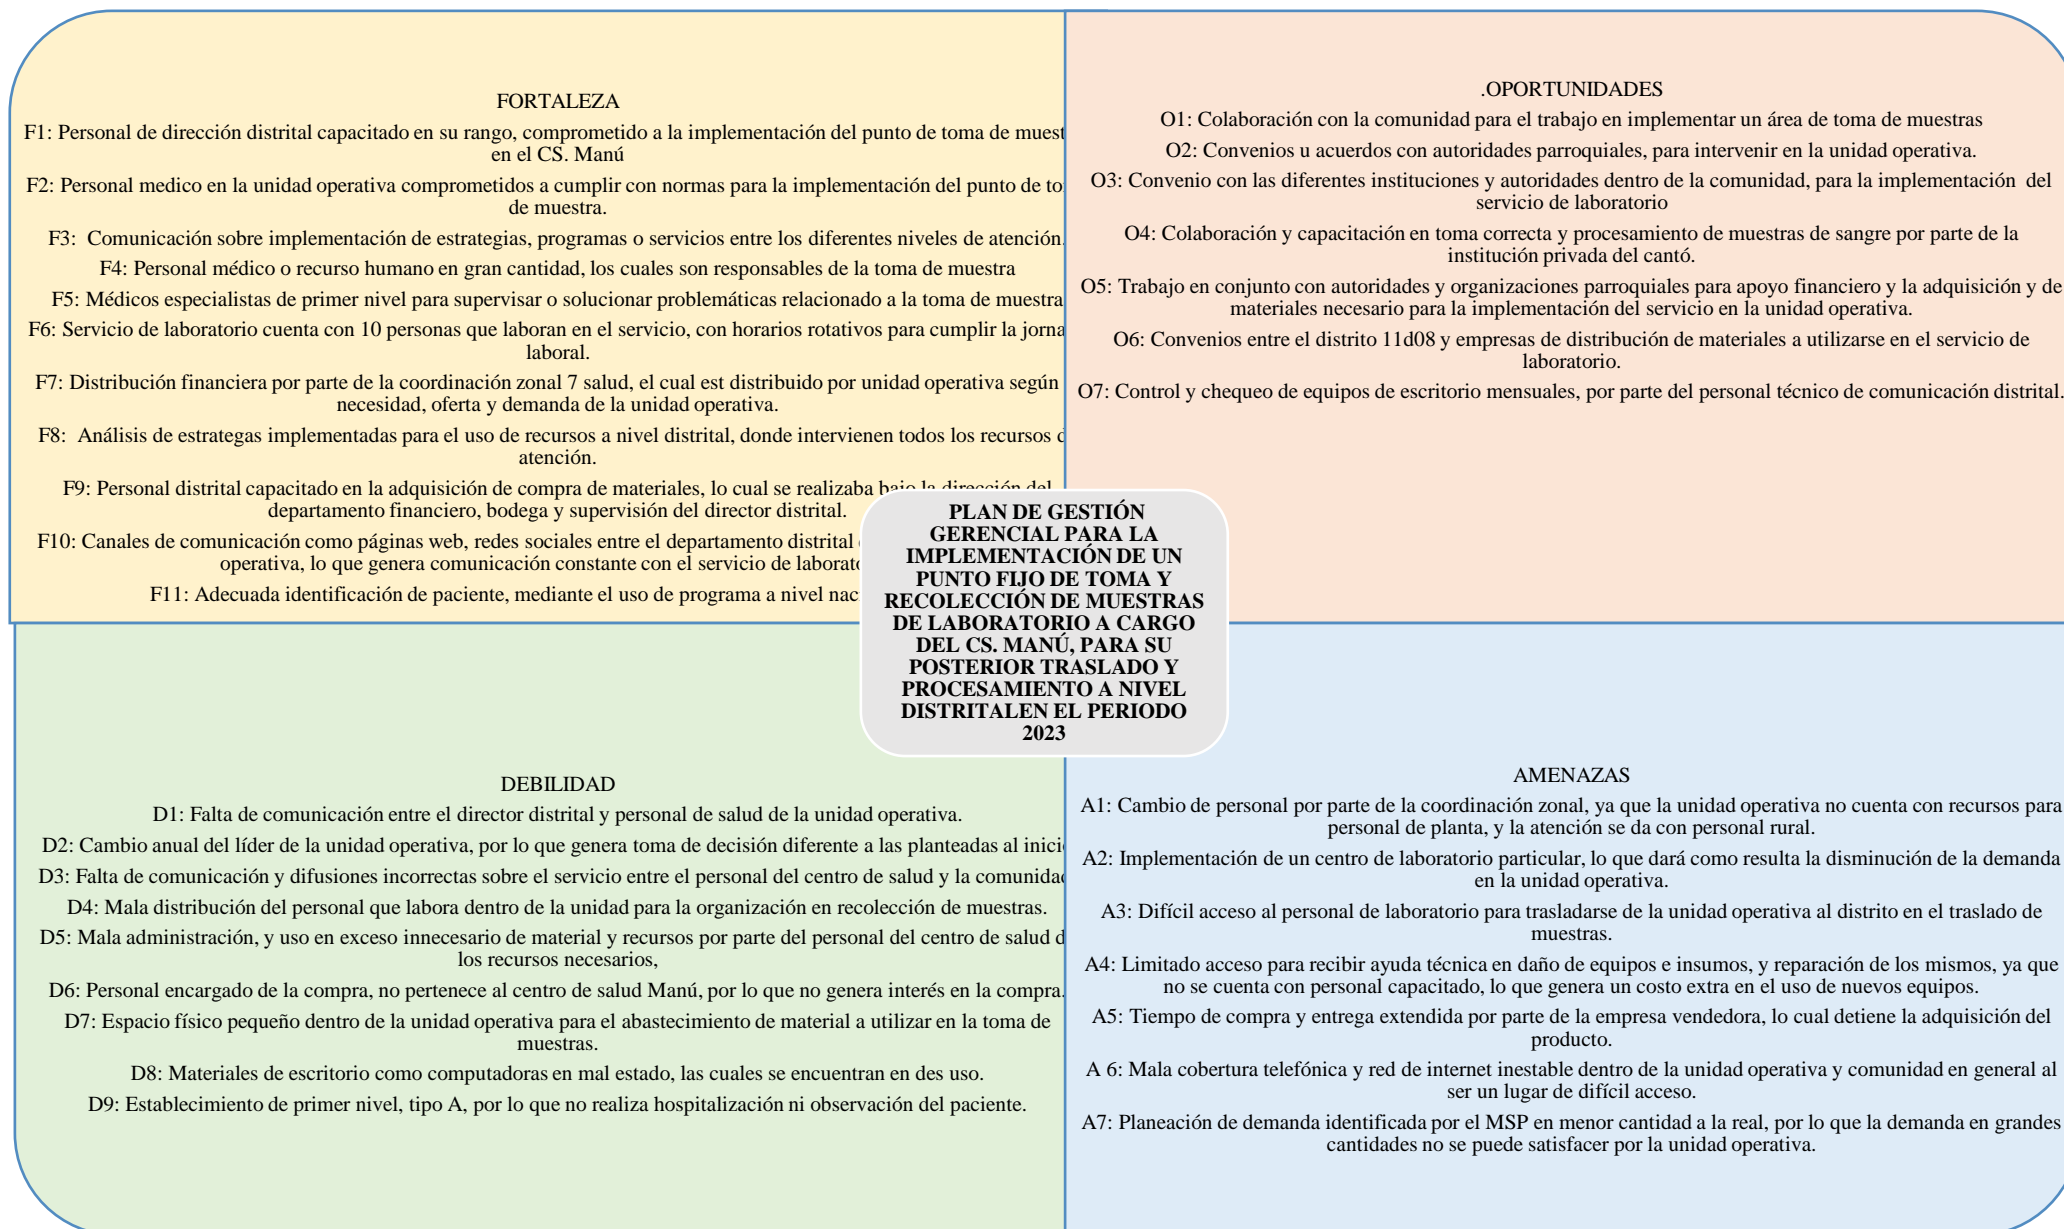 FORTALEZA
F1: Personal de dirección distrital capacitado en su rango, comprometido a la implementación del punto de toma de muest
en el CS. Manú
F2: Personal medico en la unidad operativa comprometidos a cumplir con normas para la implementación del punto de to
de muestra.
F3: Comunicación sobre implementación de estrategias, programas o servicios entre los diferentes niveles de atención.
F4: Personal médico o recurso humano en gran cantidad, los cuales son responsables de la toma de muestra
F5: Médicos especialistas de primer nivel para supervisar o solucionar problemáticas relacionado a la toma de muestra
F6: Servicio de laboratorio cuenta con 10 personas que laboran en el servicio, con horarios rotativos para cumplir la jorna
laboral.
F7: Distribución financiera por parte de la coordinación zonal 7 salud, el cual est distribuido por unidad operativa según
necesidad, oferta y demanda de la unidad operativa.
F8: Análisis de estrategas implementadas para el uso de recursos a nivel distrital, donde intervienen todos los recursos d
atención.
F9: Personal distrital capacitado en la adquisición de compra de materiales, lo cual se realizaba bajo la dirección del
departamento financiero, bodega y supervisión del director distrital.
F10: Canales de comunicación como páginas web, redes sociales entre el departamento distrital
operativa, lo que genera comunicación constante con el servicio de laborato
F11: Adecuada identificación de paciente, mediante el uso de programa a nivel nac
.OPORTUNIDADES
O1: Colaboración con la comunidad para el trabajo en implementar un área de toma de muestras
O2: Convenios u acuerdos con autoridades parroquiales, para intervenir en la unidad operativa.
O3: Convenio con las diferentes instituciones y autoridades dentro de la comunidad, para la implementación del
servicio de laboratorio
O4: Colaboración y capacitación en toma correcta y procesamiento de muestras de sangre por parte de la
institución privada del cantó.
O5: Trabajo en conjunto con autoridades y organizaciones parroquiales para apoyo financiero y la adquisición y de
materiales necesario para la implementación del servicio en la unidad operativa.
O6: Convenios entre el distrito 11d08 y empresas de distribución de materiales a utilizarse en el servicio de
laboratorio.
O7: Control y chequeo de equipos de escritorio mensuales, por parte del personal técnico de comunicación distrital.
PLAN DE GESTIÓN
GERENCIAL PARA LA
IMPLEMENTACIÓN DE UN
PUNTO FIJO DE TOMA Y
RECOLECCIÓN DE MUESTRAS
DE LABORATORIO A CARGO
DEL CS. MANÚ, PARA SU
POSTERIOR TRASLADO Y
PROCESAMIENTO A NIVEL
DISTRITALEN EL PERIODO
2023
DEBILIDAD
D1: Falta de comunicación entre el director distrital y personal de salud de la unidad operativa.
D2: Cambio anual del líder de la unidad operativa, por lo que genera toma de decisión diferente a las planteadas al inici
D3: Falta de comunicación y difusiones incorrectas sobre el servicio entre el personal del centro de salud y la comunidad
D4: Mala distribución del personal que labora dentro de la unidad para la organización en recolección de muestras.
D5: Mala administración, y uso en exceso innecesario de material y recursos por parte del personal del centro de salud d
los recursos necesarios,
D6: Personal encargado de la compra, no pertenece al centro de salud Manú, por lo que no genera interés en la compra.
D7: Espacio físico pequeño dentro de la unidad operativa para el abastecimiento de material a utilizar en la toma de
muestras.
D8: Materiales de escritorio como computadoras en mal estado, las cuales se encuentran en des uso.
D9: Establecimiento de primer nivel, tipo A, por lo que no realiza hospitalización ni observación del paciente.
AMENAZAS
A1: Cambio de personal por parte de la coordinación zonal, ya que la unidad operativa no cuenta con recursos para
personal de planta, y la atención se da con personal rural.
A2: Implementación de un centro de laboratorio particular, lo que dará como resulta la disminución de la demanda
en la unidad operativa.
A3: Difícil acceso al personal de laboratorio para trasladarse de la unidad operativa al distrito en el traslado de
muestras.
A4: Limitado acceso para recibir ayuda técnica en daño de equipos e insumos, y reparación de los mismos, ya que
no se cuenta con personal capacitado, lo que genera un costo extra en el uso de nuevos equipos.
A5: Tiempo de compra y entrega extendida por parte de la empresa vendedora, lo cual detiene la adquisición del
producto.
A 6: Mala cobertura telefónica y red de internet inestable dentro de la unidad operativa y comunidad en general al
ser un lugar de difícil acceso.
A7: Planeación de demanda identificada por el MSP en menor cantidad a la real, por lo que la demanda en grandes
cantidades no se puede satisfacer por la unidad operativa.